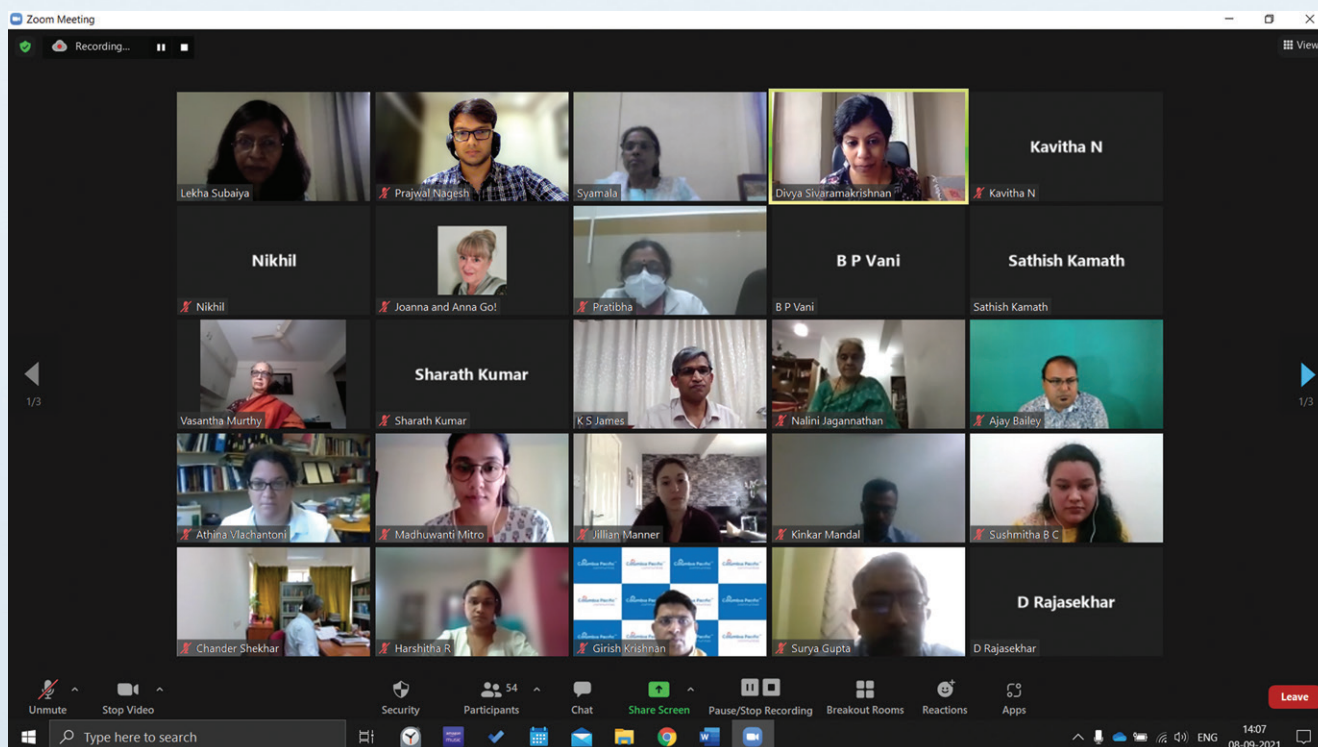 Zoom Meeting
Recording...
View
Lekha Subaiya
Prajwal Nagesh
Syamala
Divya Sivaramakrishnan
Kavitha N
Kavitha N
Nikhil
Nikhil
Joanna and Anna Go!
Pratibha
B P Vani
B P Vani
Sathish Kamath
Sathish Kamath
1/3
Vasantha Murthy
Sharath Kumar
Sharath Kumar
K S James
Nalini Jagannathan
Ajay Bailey
1/3
Athina Vlachantoni
Madhuwanti Mitro
Jillian Manner
Kinkar Mandal
Sushmitha B C
Chander Shekhar
Harshitha R
Columbia Pacific
Girish Krishnan
Surya Gupta
D Rajasekhar
D Rajasekhar
Unmute
Stop Video
Security
54
Participants
Chat
Share Screen
Pause/Stop Recording
Breakout Rooms
Reactions
Apps
Leave
Type here to search
ENG
14:07
08-09-2021